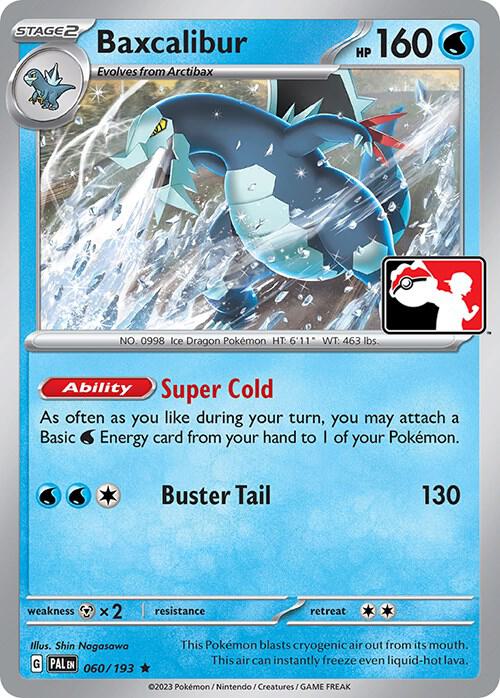 STAGE2
Baxcalibur
HP 160
Evolves from Arctibax
NO. 0998 Ice Dragon Pokémon HT: 6'11" WT: 463 lbs.
Ability Super Cold
As often as you like during your turn, you may attach a
Basic Energy card from your hand to 1 of your Pokémon.
Buster Tail 130
weakness ×2 resistance retreat
Illus. Shin Nagasawa
This Pokémon blasts cryogenic air out from its mouth.
This air can instantly freeze even liquid-hot lava.
G PAL EN 060/193 ★
©2023 Pokémon / Nintendo / Creatures / GAME FREAK